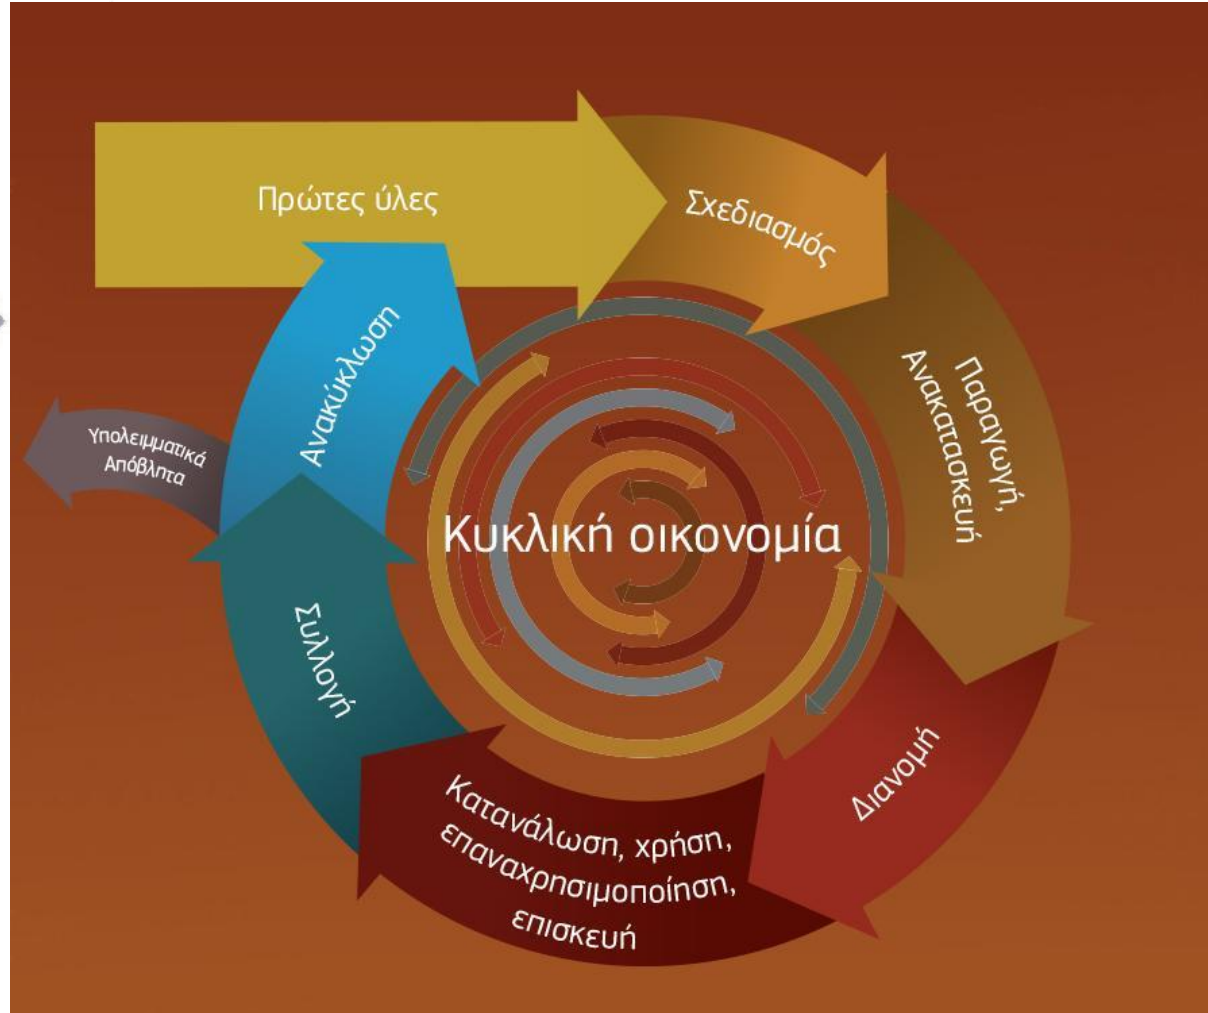 Πρώτες ύλες
Σχεδιασμός
Παραγωγή,
Ανακατασκευή
Διανομή
Κατανάλωση, χρήση,
επαναχρησιμοποίηση,
επισκευή
Συλλογή
Ανακύκλωση
Υπολειμματικά
Απόβλητα
Κυκλική οικονομία